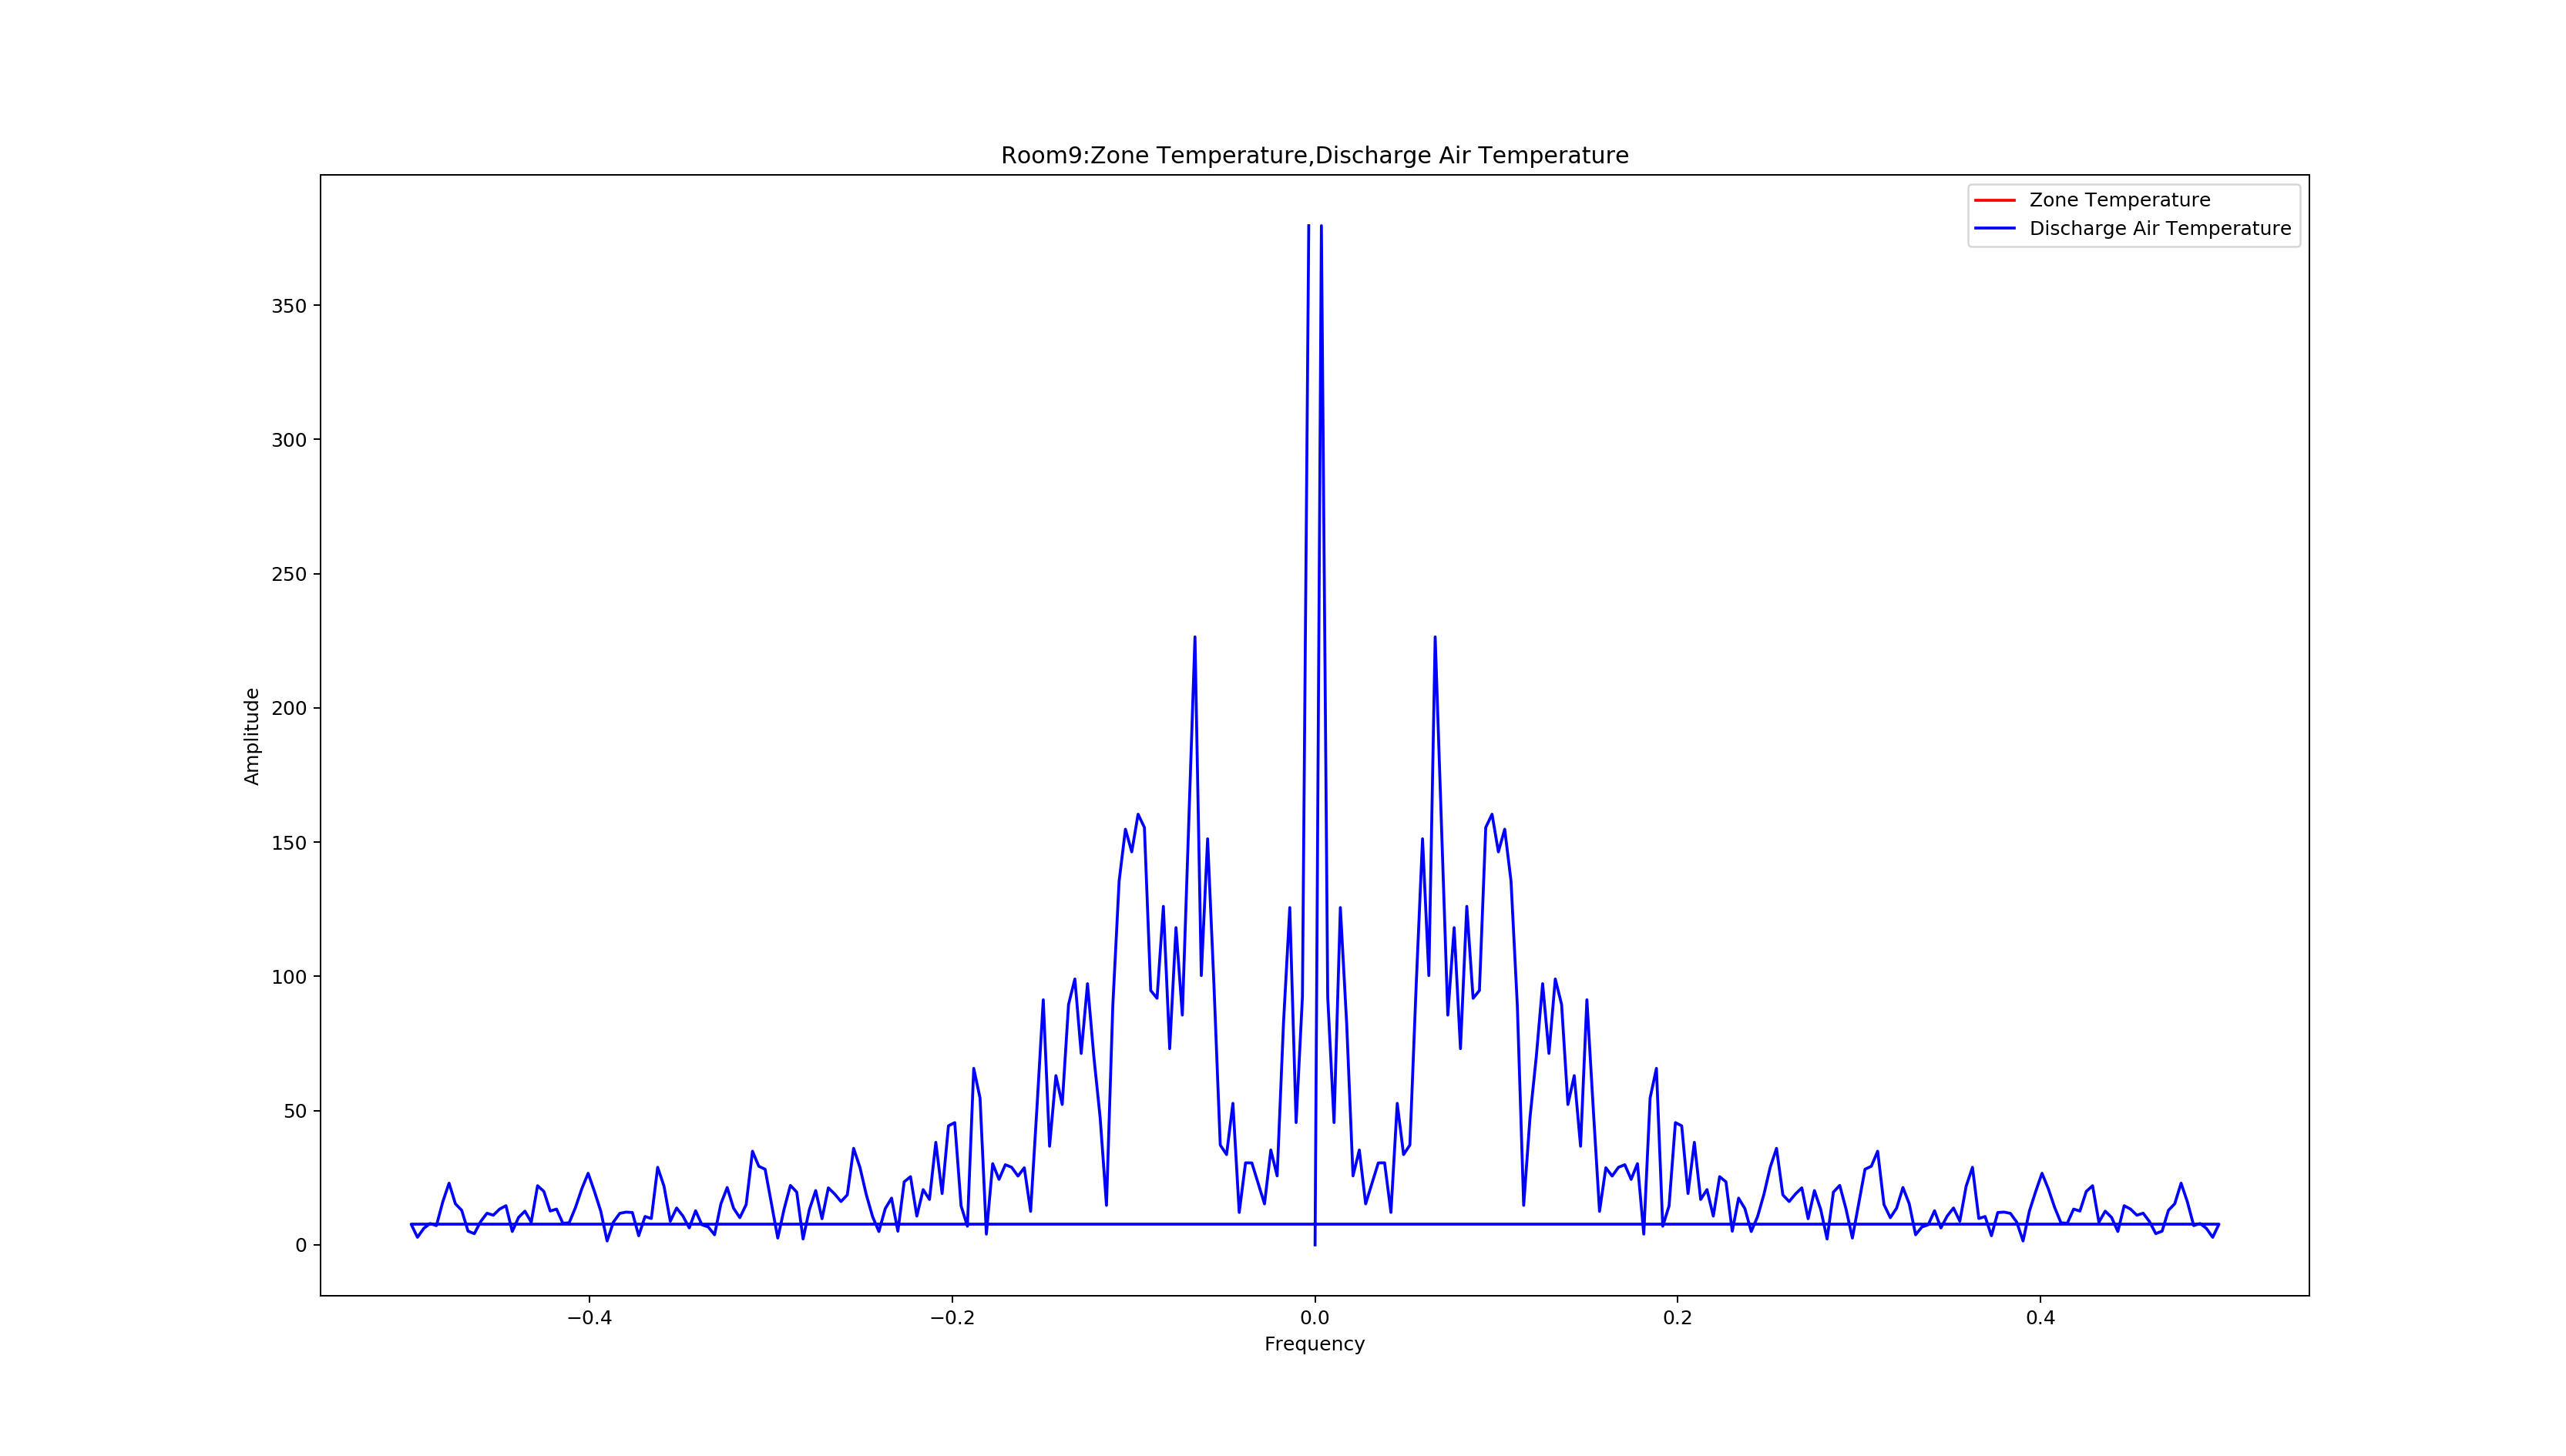 Room9:Zone Temperature,Discharge Air Temperature
Zone Temperature
Discharge Air Temperature
350
300
250
200
150
100
50
0
Amplitude
−0.4 −0.2 0.0 0.2 0.4
Frequency